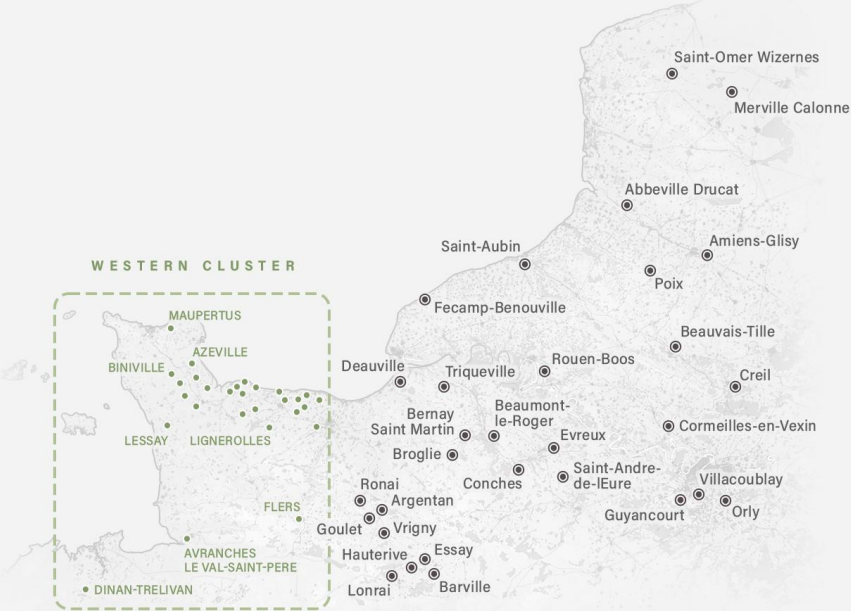 Saint-Omer Wizernes
Merville Calonne
Abbeville Drucat
Amiens-Glisy
Saint-Aubin
Poix
WESTERN CLUSTER
Fecamp-Benouville
MAUPERTUS
Beauvais-Tille
AZEVILLE
Rouen-Boos
BINIVILLE
Deauville
Triqueville
Creil
Bernay
Saint Martin
Beaumont-
le-Roger
Cormeilles-en-Vexin
LESSAY
LIGNEROLLES
Evreux
Broglie
Conches
Saint-Andre-
de-lEure
Villacoublay
Ronai
Argentan
FLERS
Guyancourt
Orly
Goulet
Vrigny
AVRANCHES
LE VAL-SAINT-PERE
Hauterive
Essay
DINAN-TRELIVAN
Lonrai
Barville